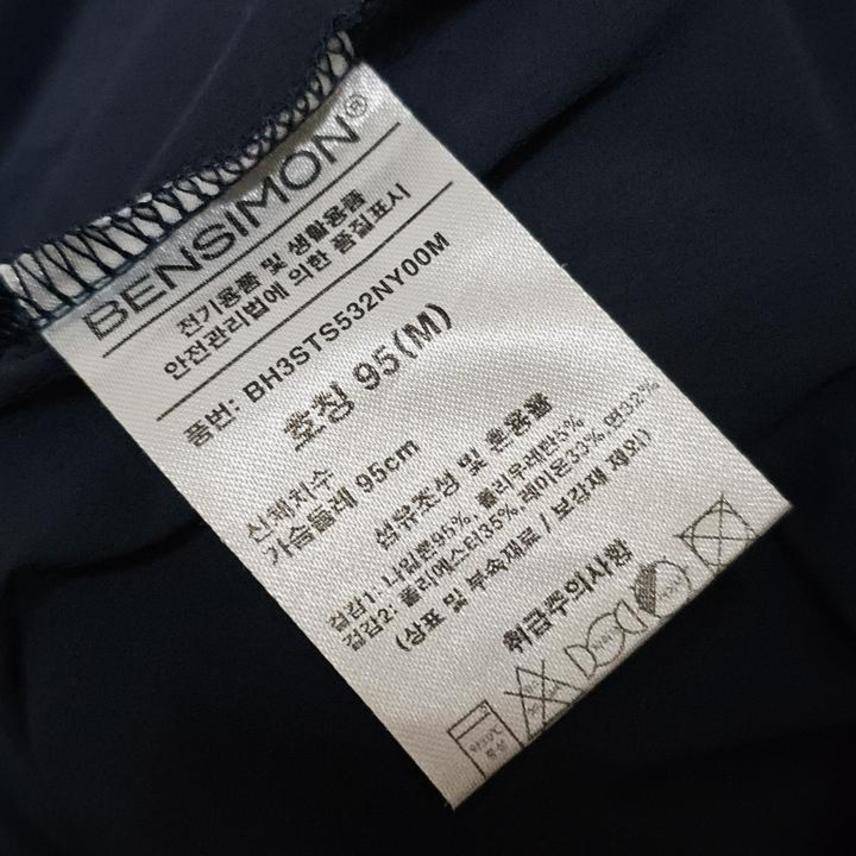 BENSIMON®
전기용품 및 생활용품
안전관리법에 의한 품질표시
품번: BH3STS532NY00M
호칭 95(M)
신체치수
가슴둘레 95cm
섬유조성 및 혼용률
겉감1: 나일론95%, 폴리우레탄5%
겉감2: 폴리에스터35%,레이온33%,면32%
(상표 및 부속재료 / 보강재 제외)
취급주의사항